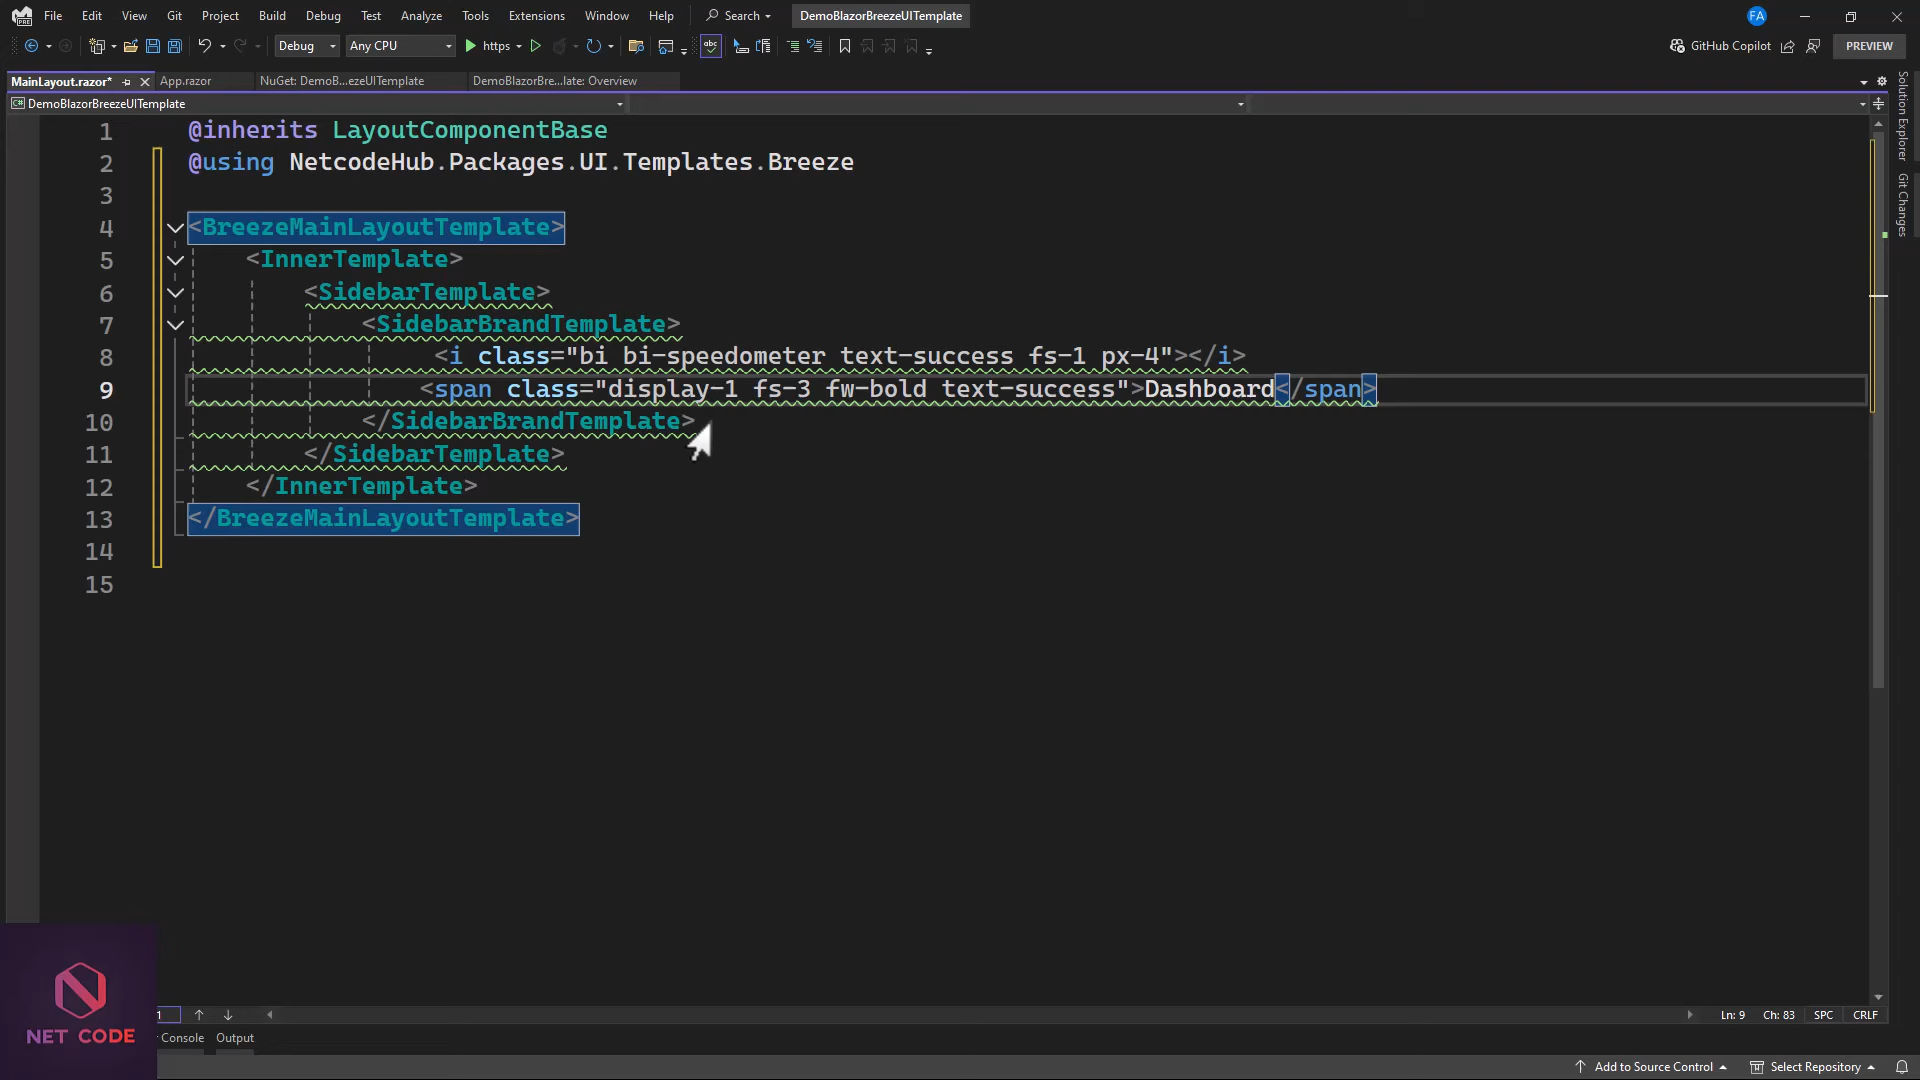 File Edit View Git Project Build Debug Test Analyze Tools Extensions Window Help Search DemoBlazorBreezeUITemplate FA
Debug Any CPU https GitHub Copilot PREVIEW
MainLayout.razor* App.razor NuGet: DemoB...ezeUITemplate DemoBlazorBre...late: Overview
DemoBlazorBreezeUITemplate
1 @inherits LayoutComponentBase
2 @using NetcodeHub.Packages.UI.Templates.Breeze
3
4 <BreezeMainLayoutTemplate>
5 <InnerTemplate>
6 <SidebarTemplate>
7 <SidebarBrandTemplate>
8 <i class="bi bi-speedometer text-success fs-1 px-4"></i>
9 <span class="display-1 fs-3 fw-bold text-success">Dashboard</span>
10 </SidebarBrandTemplate>
11 </SidebarTemplate>
12 </InnerTemplate>
13 </BreezeMainLayoutTemplate>
14
15
Solution Explorer
Git Changes
Ln: 9 Ch: 83 SPC CRLF
NET CODE
Console Output
Add to Source Control Select Repository